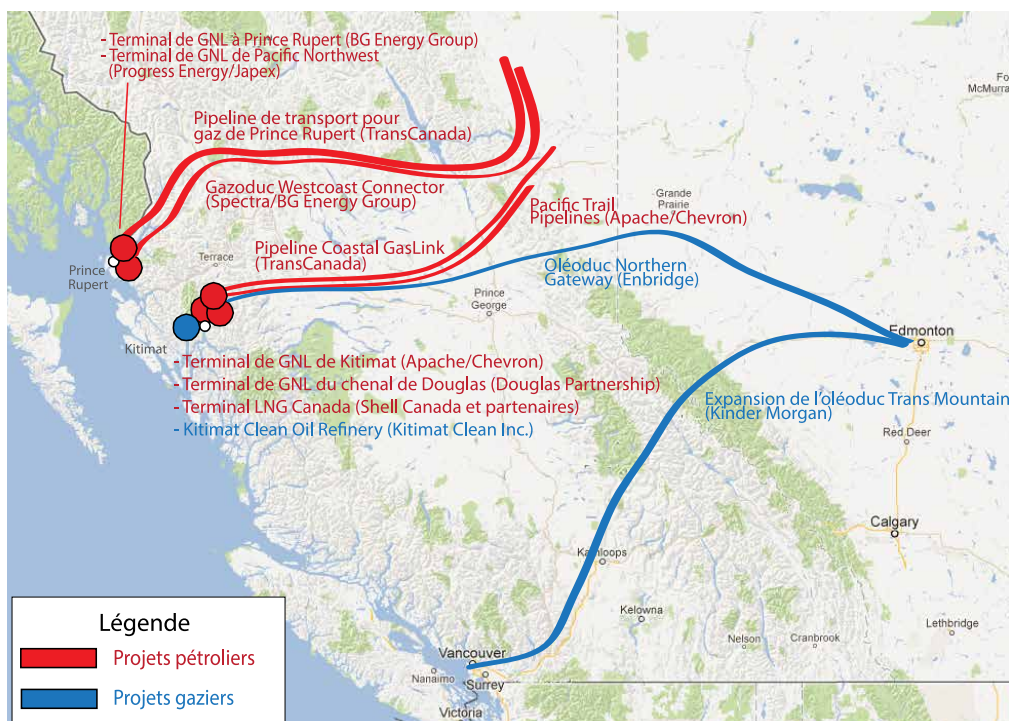 - Terminal de GNL à Prince Rupert (BG Energy Group)
- Terminal de GNL de Pacific Northwest
(Progress Energy/Japex)
Fo
McMurra
Pipeline de transport pour
gaz de Prince Rupert (TransCanada)
Gazoduc Westcoast Connector
(Spectra/BG Energy Group)
Pacific Trail
Pipelines (Apache/Chevron)
Grande
Prairie
Pipeline Coastal GasLink
(TransCanada)
Terrace
Prince
Rupert
Oléoduc Northern
Gateway (Enbridge)
Prince
George
Edmonton
Kitimat
- Terminal de GNL de Kitimat (Apache/Chevron)
- Terminal de GNL du chenal de Douglas (Douglas Partnership)
- Terminal LNG Canada (Shell Canada et partenaires)
- Kitimat Clean Oil Refinery (Kitimat Clean Inc.)
Expansion de l'oléoduc Trans Mountain
(Kinder Morgan)
Red Deer
Calgary
Kamloops
Kelowna
Lethbridge
Nelson
Cranbrook
Vancouver
Nanaimo
Surrey
Victoria
Légende
Projets pétroliers
Projets gaziers